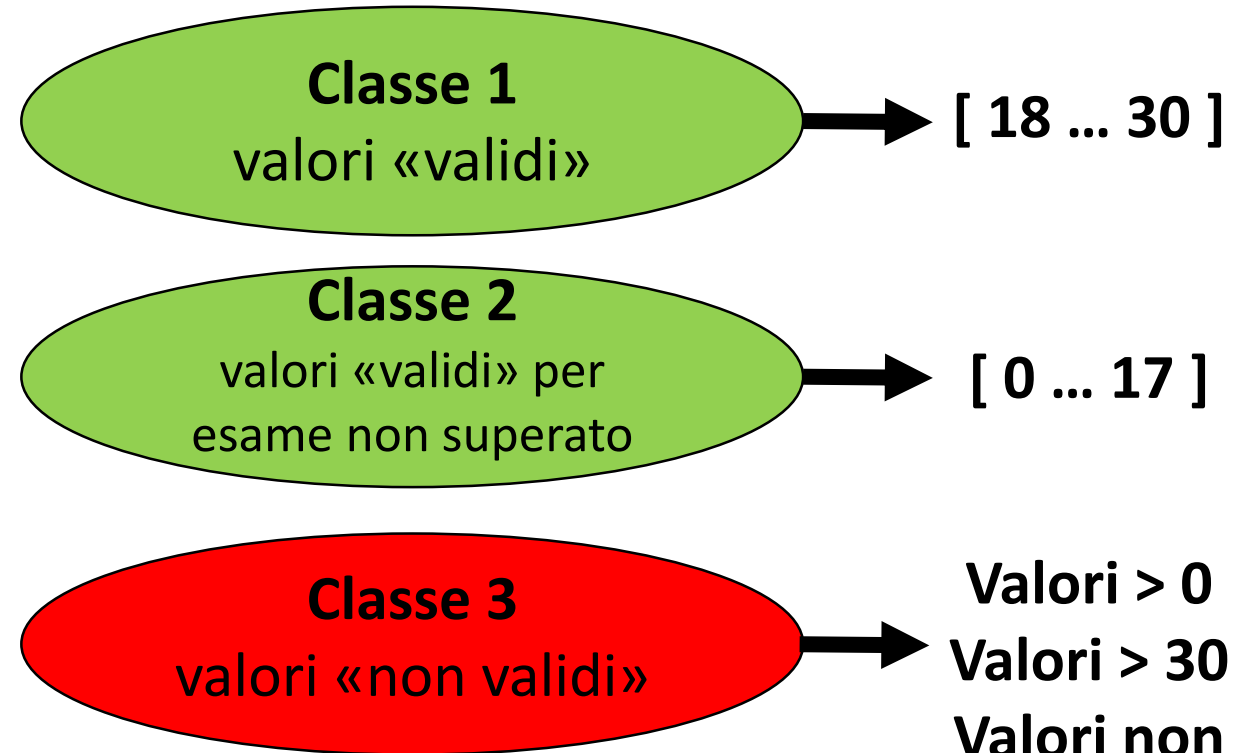 Classe 1
valori «validi»
[ 18 ... 30 ]
Classe 2
valori «validi» per
esame non superato
[ 0 ... 17 ]
Classe 3
valori «non validi»
Valori > 0
Valori > 30
Valori non